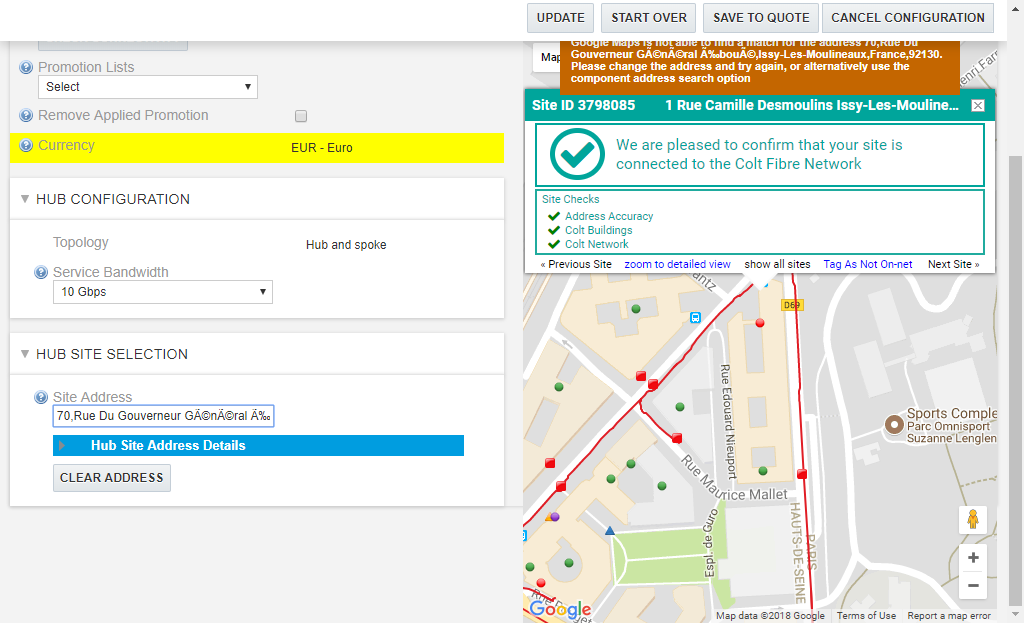 UPDATE
START OVER
SAVE TO QUOTE
CANCEL CONFIGURATION
Promotion Lists
Select
Remove Applied Promotion
Currency
EUR - Euro
HUB CONFIGURATION
Topology
Hub and spoke
Service Bandwidth
10 Gbps
HUB SITE SELECTION
Site Address
70,Rue Du Gouverneur GÃ©nÃ©ral Ã‰
Hub Site Address Details
CLEAR ADDRESS
Map
Google Maps is not able to find a match for the address 70,Rue Du
Gouverneur GÃ©nÃ©ral Ã‰bouÃ©,Issy-Les-Moulineaux,France,92130.
Please change the address and try again, or alternatively use the
component address search option
Site ID 3798085
1 Rue Camille Desmoulins Issy-Les-Mouline...
We are pleased to confirm that your site is
connected to the Colt Fibre Network
Site Checks
Address Accuracy
Colt Buildings
Colt Network
« Previous Site
zoom to detailed view
show all sites
Tag As Not On-net
Next Site »
D69
Rue Edouard Nieuport
Sports Comple
Parc Omnisport
Suzanne Lenglen
Rue Maurice Mallet
Espl. de Guro
HAUTS-DE-SEINE
PARIS
Google
Map data ©2018 Google
Terms of Use
Report a map error